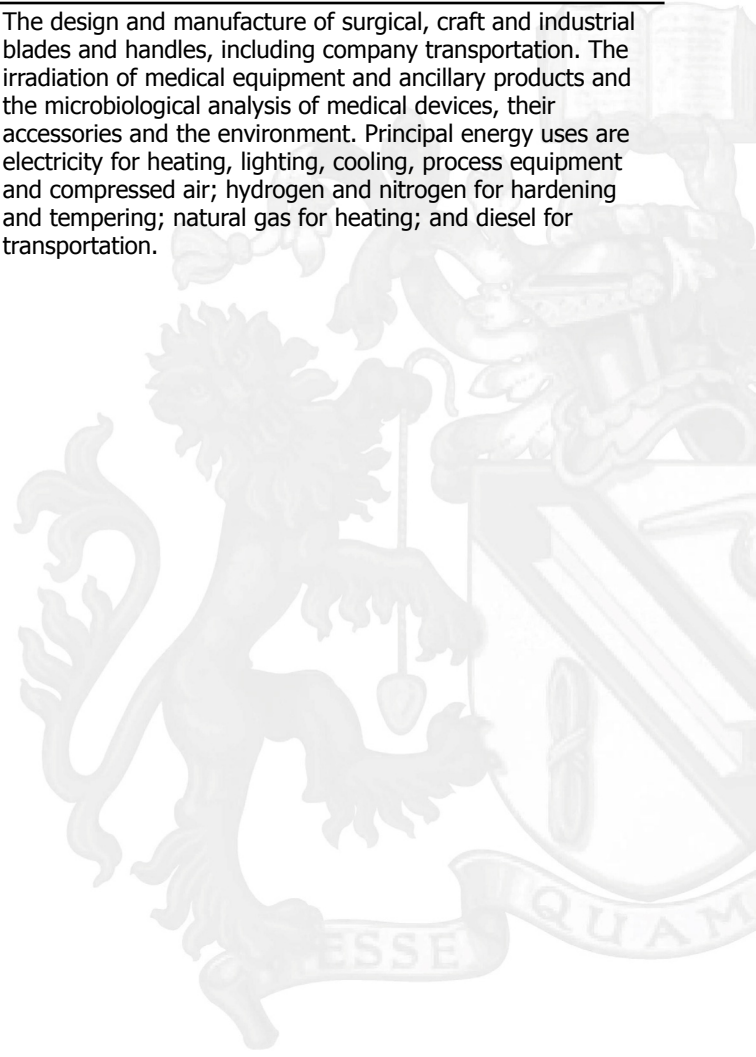 The design and manufacture of surgical, craft and industrial
blades and handles, including company transportation. The
irradiation of medical equipment and ancillary products and
the microbiological analysis of medical devices, their
accessories and the environment. Principal energy uses are
electricity for heating, lighting, cooling, process equipment
and compressed air; hydrogen and nitrogen for hardening
and tempering; natural gas for heating; and diesel for
transportation.
ESSE QUAM